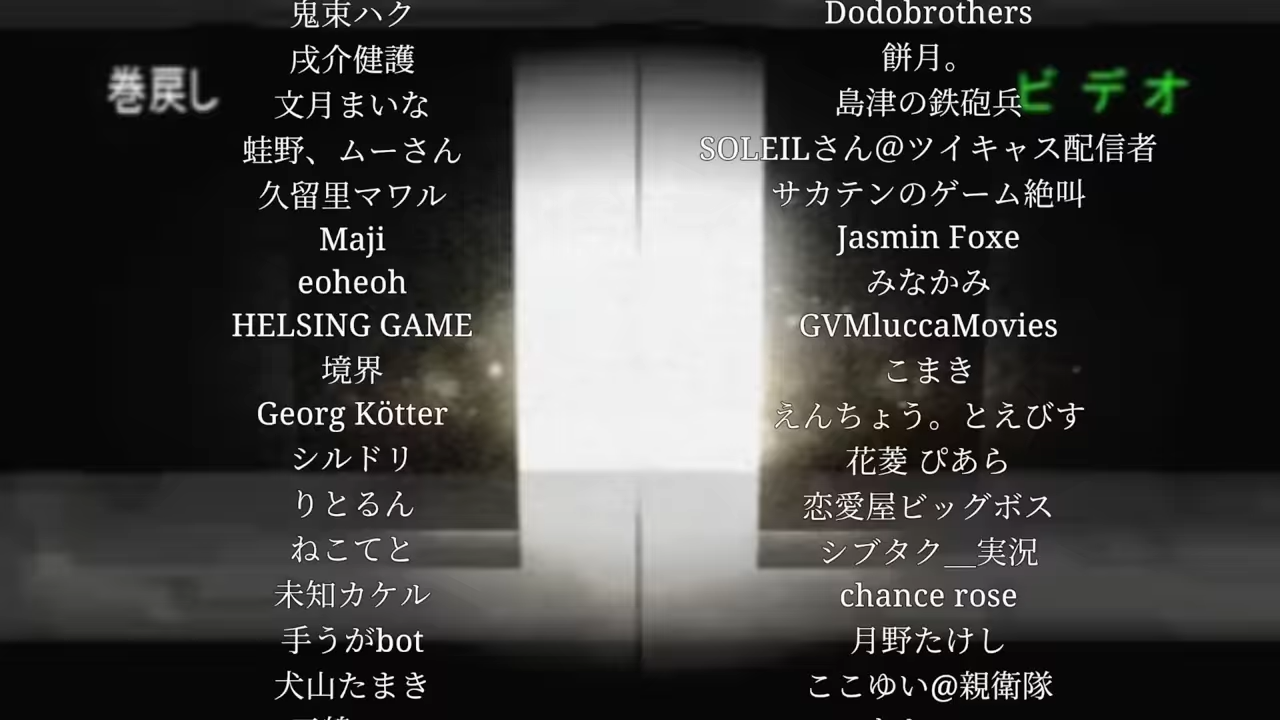 鬼束ハク
戌介健護
文月まいな
蛙野、ムーさん
久留里マワル
Maji
eoheoh
HELSING GAME
境界
Georg Kötter
シルドリ
りとるん
ねこてと
未知カケル
手うがbot
犬山たまき
Dodobrothers
餅月。
島津の鉄砲兵
SOLEILさん@ツイキャス配信者
サカテンのゲーム絶叫
Jasmin Foxe
みなかみ
GVMluccaMovies
こまき
えんちょう。とえびす
花菱 ぴあら
恋愛屋ビッグボス
シブタク__実況
chance rose
月野たけし
ここゆい@親衛隊
巻戻し
ビデオ